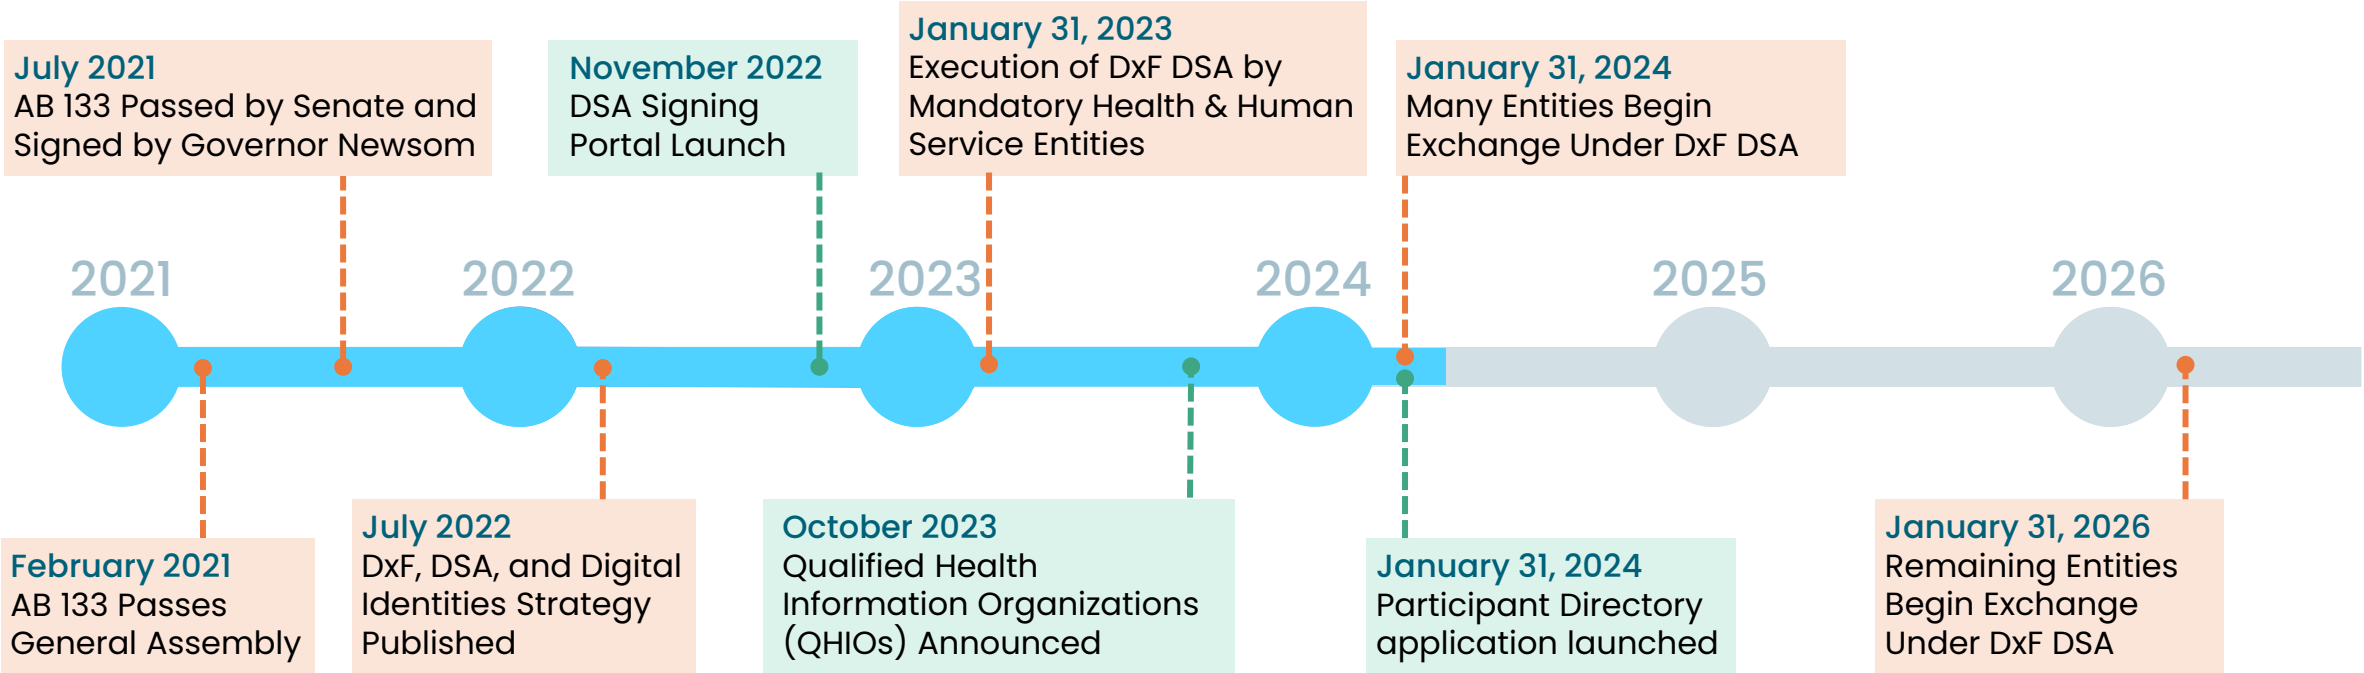 July 2021
AB 133 Passed by Senate and
Signed by Governor Newsom
November 2022
DSA Signing
Portal Launch
January 31, 2023
Execution of DxF DSA by
Mandatory Health & Human
Service Entities
January 31, 2024
Many Entities Begin
Exchange Under DxF DSA
2021
2022
2023
2024
2025
2026
February 2021
AB 133 Passes
General Assembly
July 2022
DxF, DSA, and Digital
Identities Strategy
Published
October 2023
Qualified Health
Information Organizations
(QHIOs) Announced
January 31, 2024
Participant Directory
application launched
January 31, 2026
Remaining Entities
Begin Exchange
Under DxF DSA